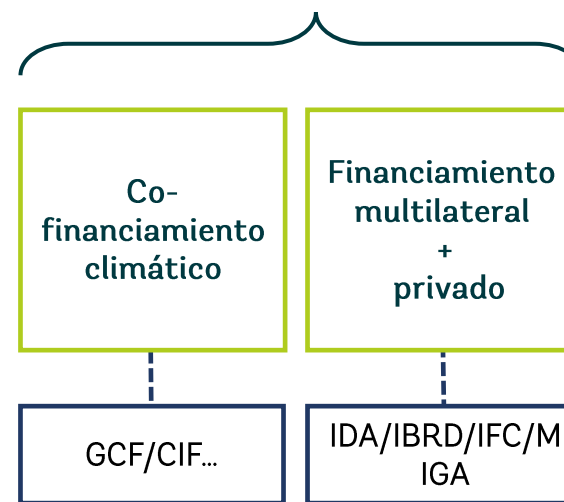 Co-
financiamiento
climático
Financiamiento
multilateral
+
privado
GCF/CIF...
IDA/IBRD/IFC/M
IGA